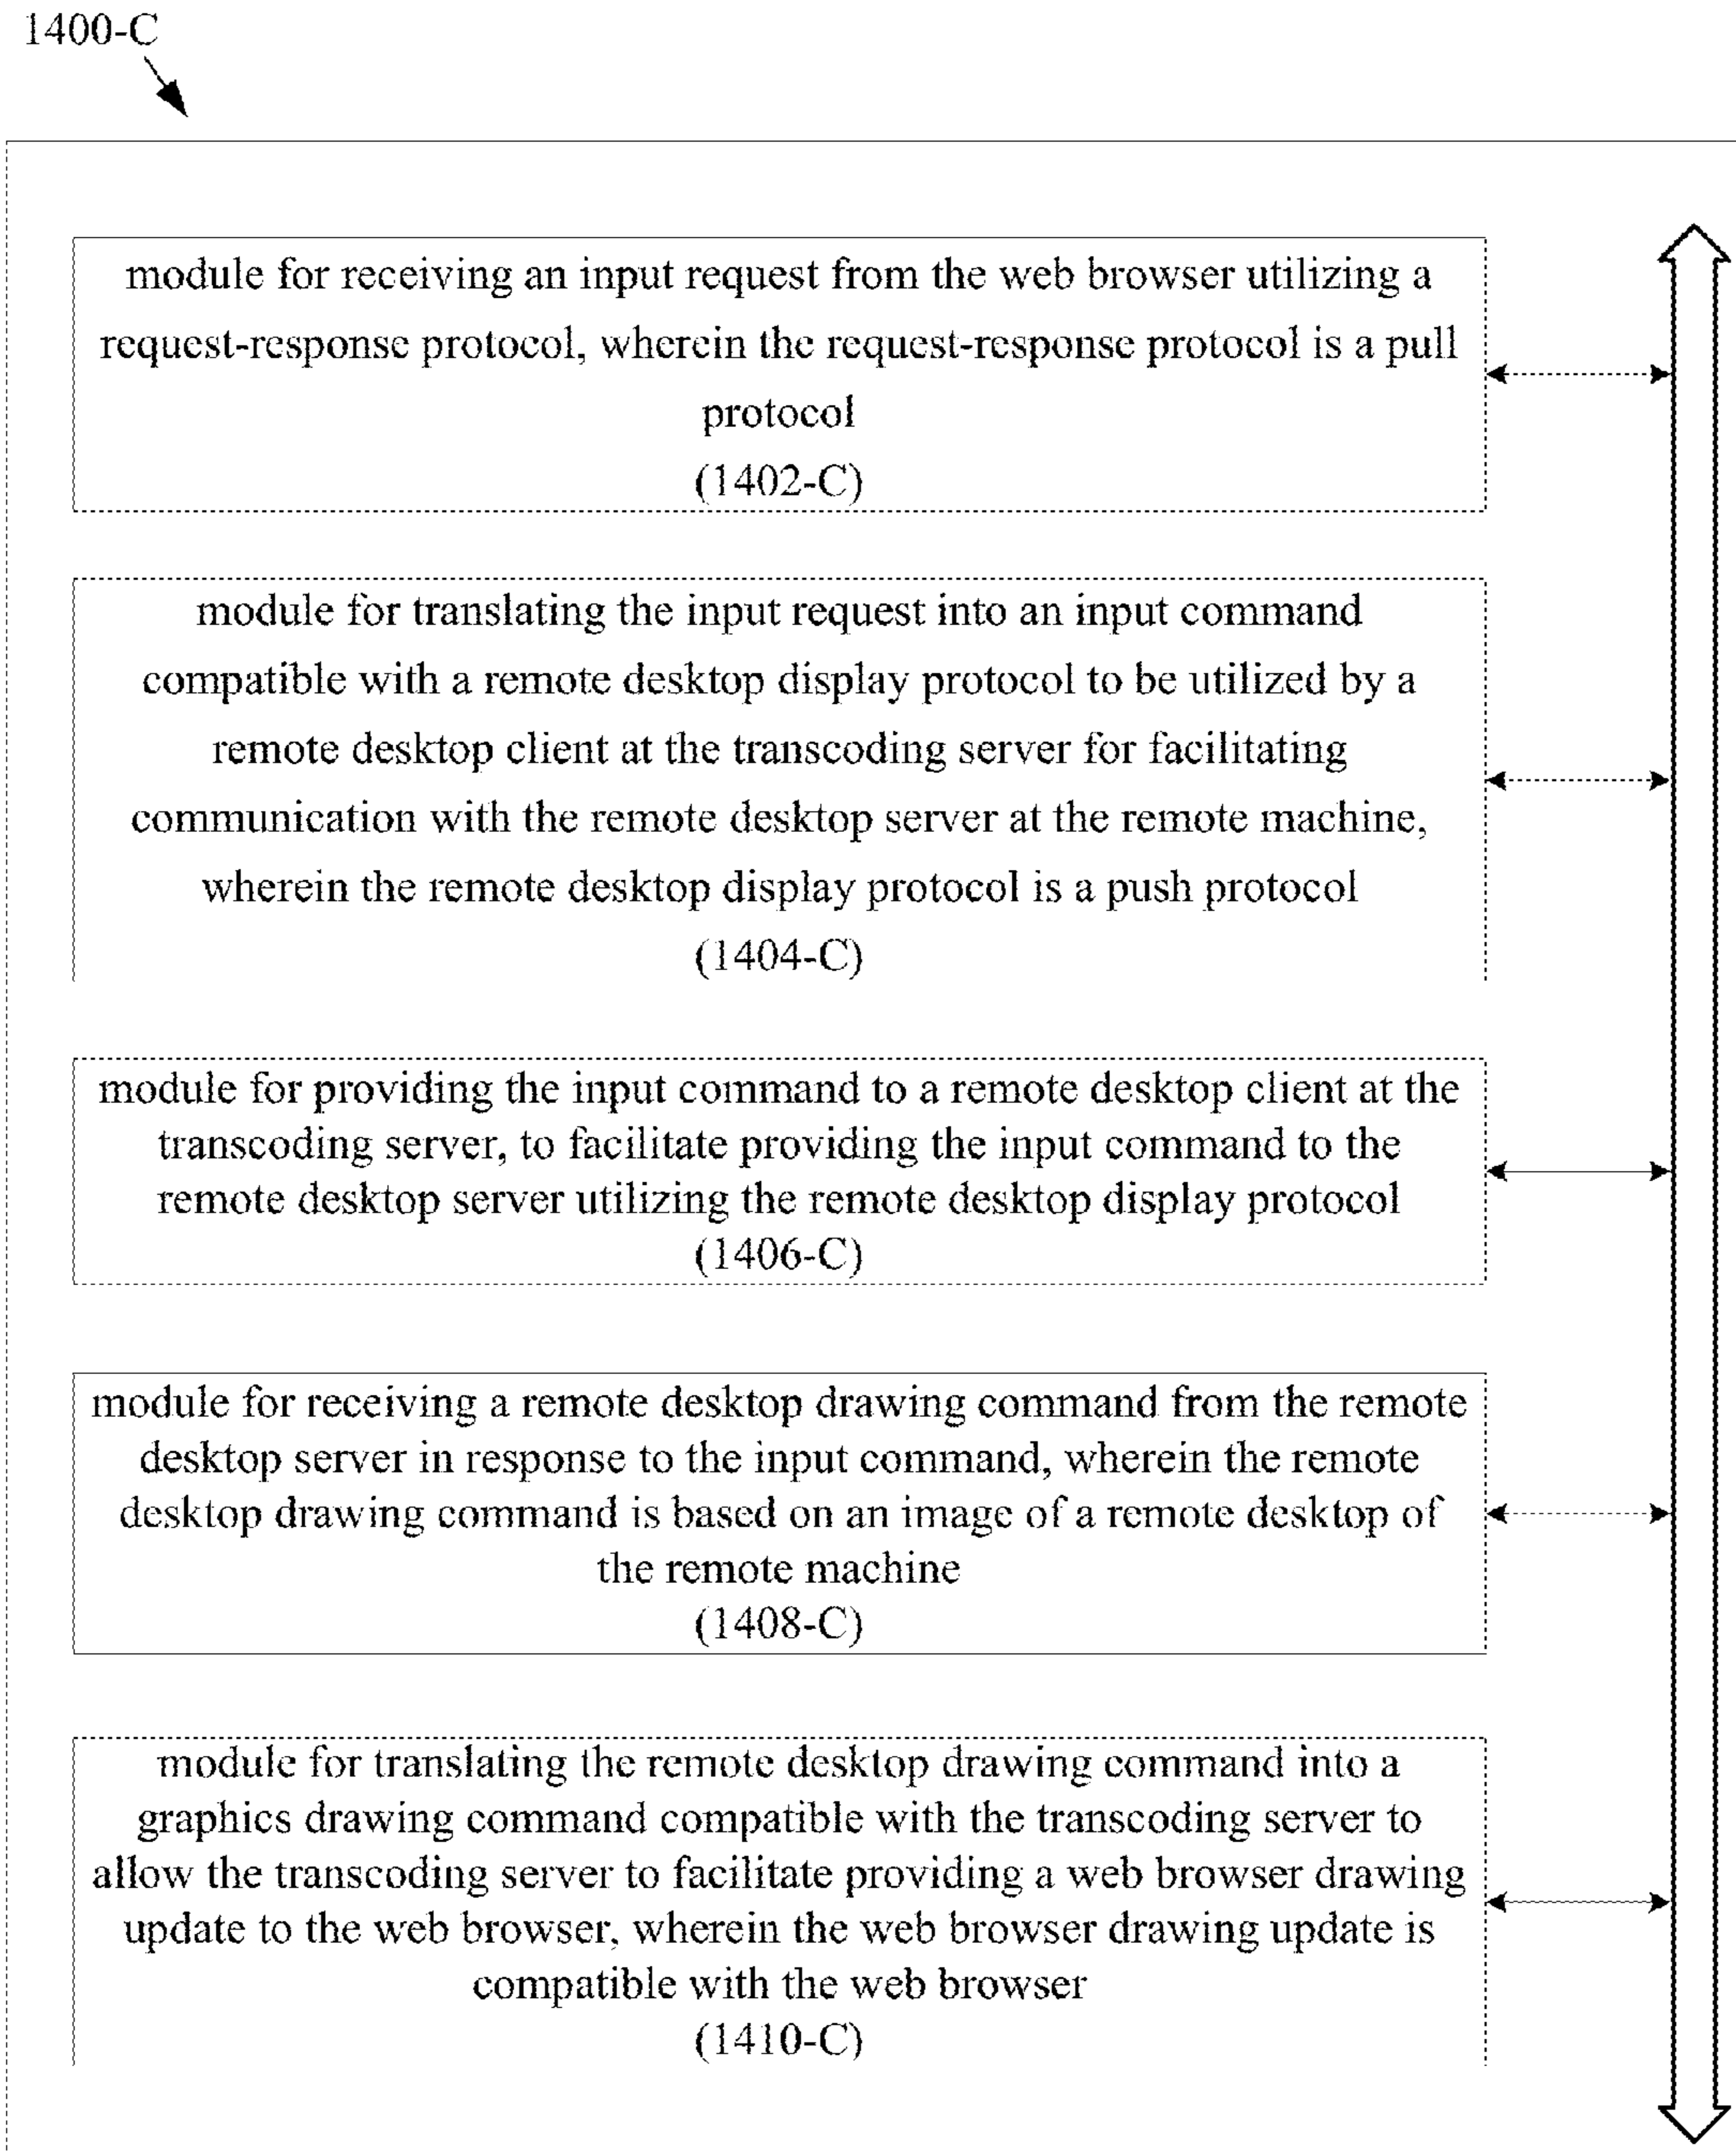 1400-C
module for receiving an input request from the web browser utilizing a
request-response protocol, wherein the request-response protocol is a pull
protocol
(1402-C)
module for translating the input request into an input command
compatible with a remote desktop display protocol to be utilized by a
remote desktop client at the transcoding server for facilitating
communication with the remote desktop server at the remote machine,
wherein the remote desktop display protocol is a push protocol
(1404-C)
module for providing the input command to a remote desktop client at the
transcoding server, to facilitate providing the input command to the
remote desktop server utilizing the remote desktop display protocol
(1406-C)
module for receiving a remote desktop drawing command from the remote
desktop server in response to the input command, wherein the remote
desktop drawing command is based on an image of a remote desktop of
the remote machine
(1408-C)
module for translating the remote desktop drawing command into a
graphics drawing command compatible with the transcoding server to
allow the transcoding server to facilitate providing a web browser drawing
update to the web browser, wherein the web browser drawing update is
compatible with the web browser
(1410-C)